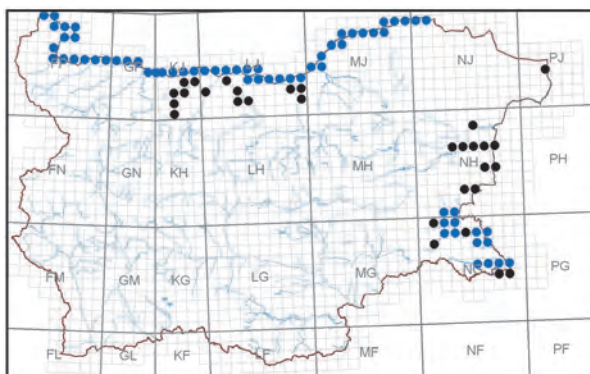 MJ NJ PJ
FN GN KH LH MH NH PH
FM GM KG LG MG PG
FL GL KF LF MF NF PF